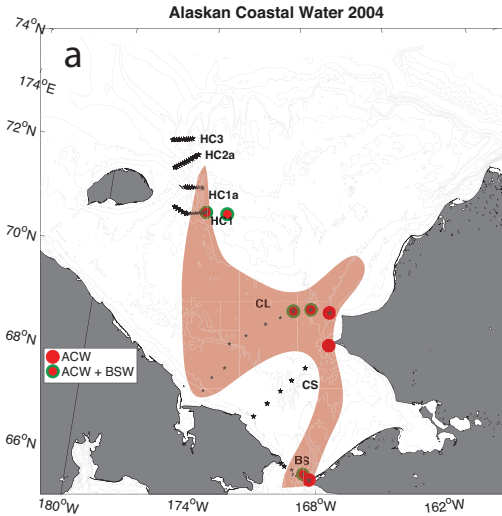 Alaskan Coastal Water 2004
74°N
a
174°E
72°N
HC3
HC2a
HC1a
HC1
70°N
CL
68°N
ACW
ACW + BSW
CS
66°N
BS
180°W
174°W
168°W
162°W